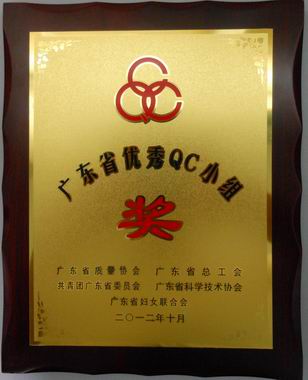 广东省优秀QC小组
奖
广东省质量协会 广东省总工会
共青团广东省委员会 广东省科学技术协会
广东省妇女联合会
二〇一二年十月